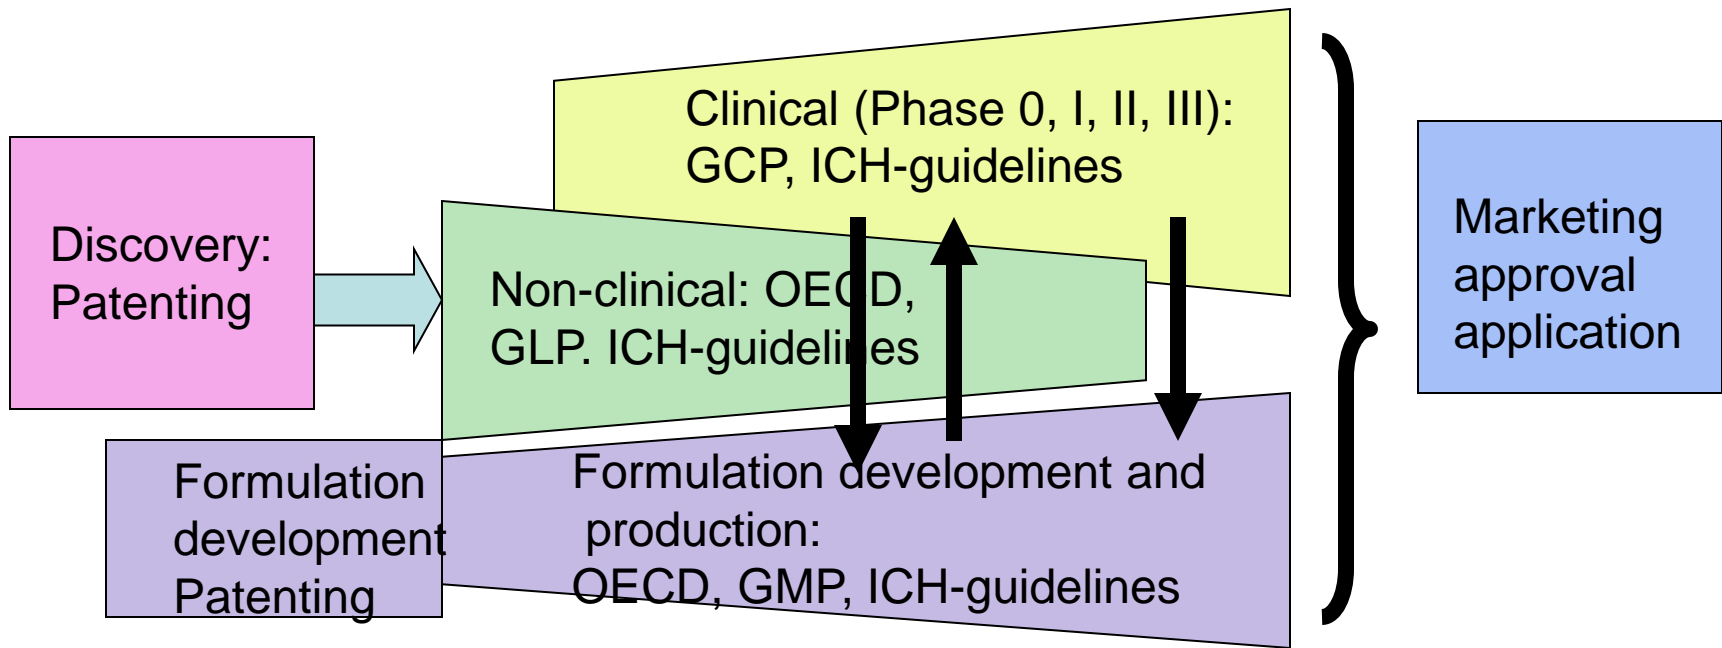 Discovery:
Patenting
Clinical (Phase 0, I, II, III):
GCP, ICH-guidelines
Non-clinical: OECD,
GLP. ICH-guidelines
Formulation
development
Patenting
Formulation development and
production:
OECD, GMP, ICH-guidelines
Marketing
approval
application